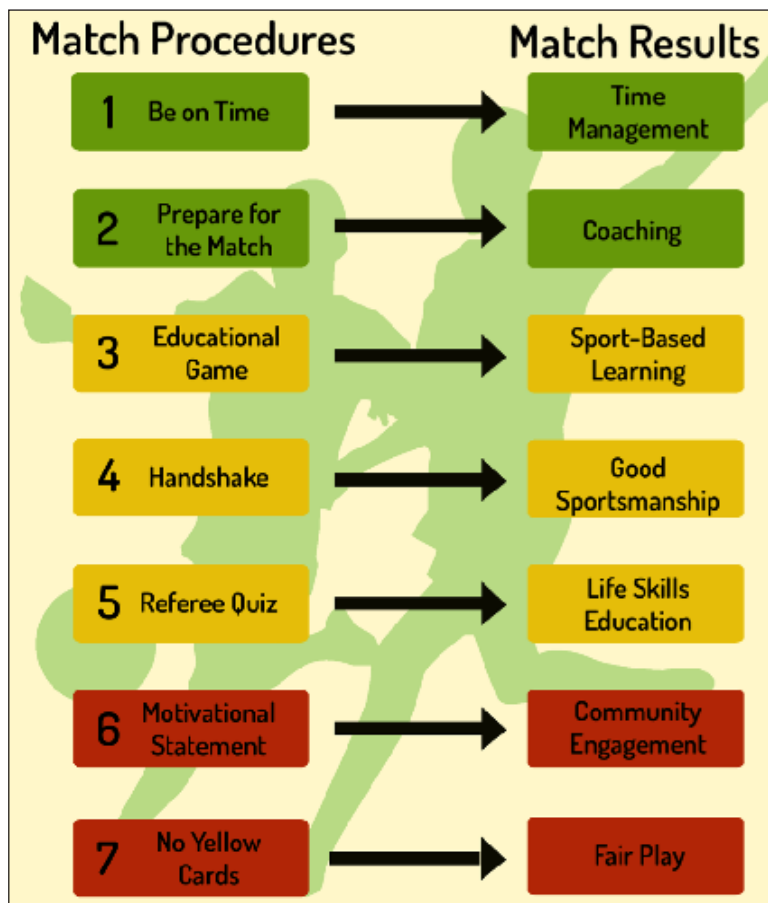 Match Procedures
Match Results
1
Be on Time
Time
Management
2
Prepare for
the Match
Coaching
3
Educational
Game
Sport-Based
Learning
4
Handshake
Good
Sportsmanship
5
Referee Quiz
Life Skills
Education
6
Motivational
Statement
Community
Engagement
7
No Yellow
Cards
Fair Play